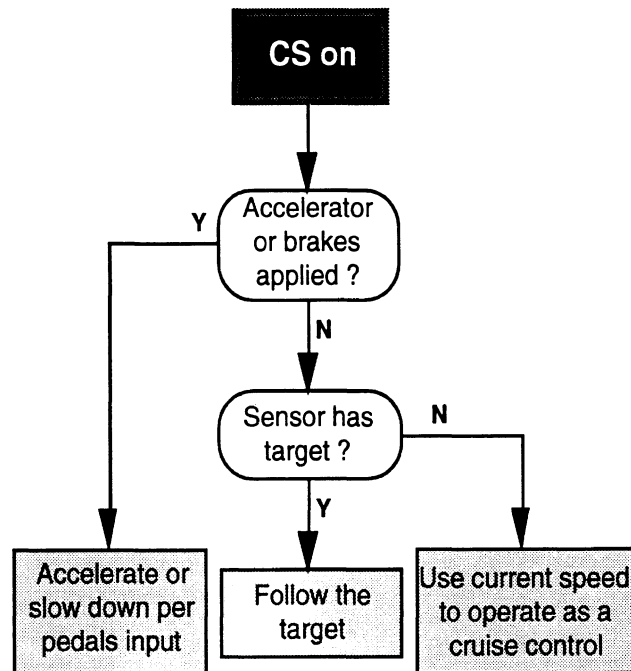 CS on
Accelerator
or brakes
applied ?
Y
N
Sensor has
target ?
N
Y
Accelerate or
slow down per
pedals input
Follow the
target
Use current speed
to operate as a
cruise control